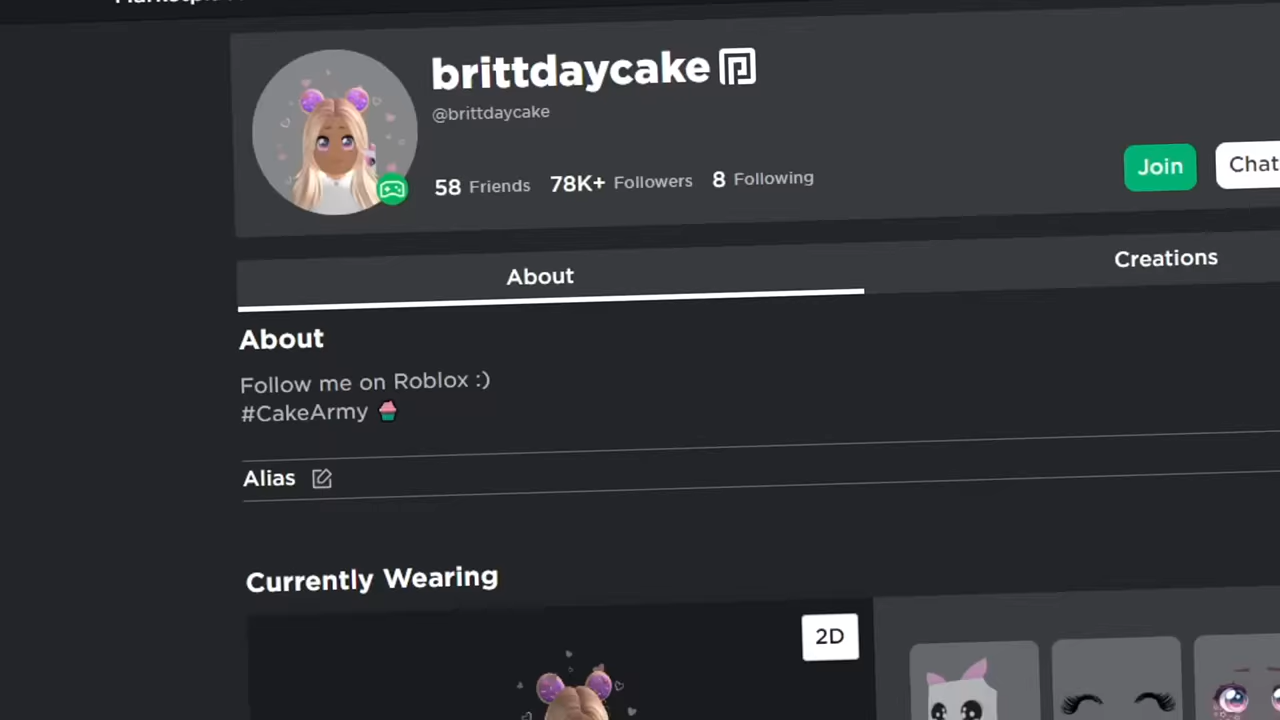 brittdaycake
@brittdaycake
58 Friends 78K+ Followers 8 Following
Join
Chat
About
Creations
About
Follow me on Roblox :)
#CakeArmy 🧁
Alias
Currently Wearing
2D